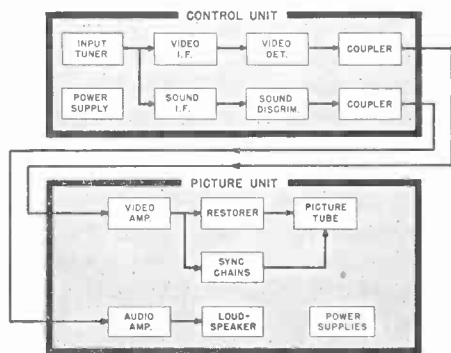 CONTROL UNIT
INPUT
TUNER
VIDEO
I.F.
VIDEO
DET.
COUPLER
POWER
SUPPLY
SOUND
I.F.
SOUND
DISCRIM.
COUPLER
PICTURE UNIT
VIDEO
AMP.
RESTORER
PICTURE
TUBE
SYNC
CHAINS
AUDIO
AMP.
LOUD-
SPEAKER
POWER
SUPPLIES